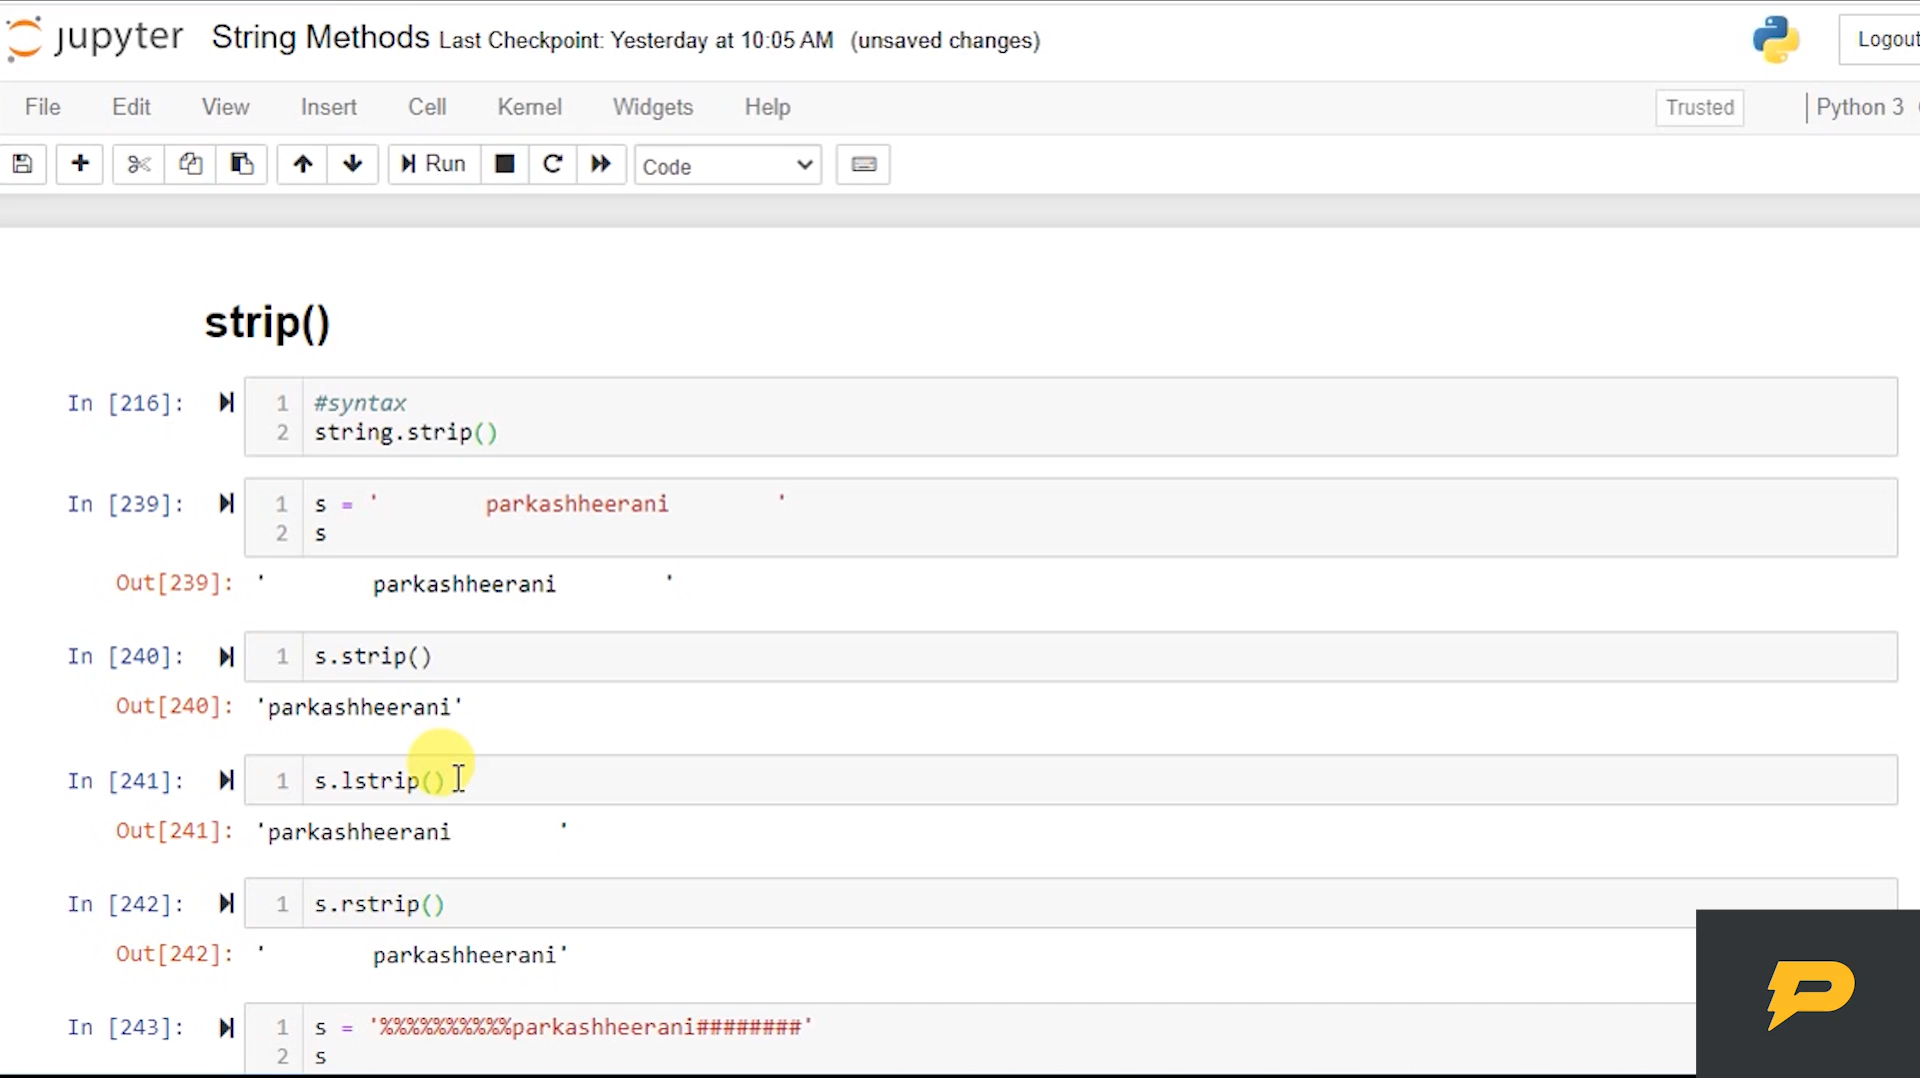 jupyter String Methods Last Checkpoint: Yesterday at 10:05 AM (unsaved changes) Logout
File Edit View Insert Cell Kernel Widgets Help Trusted Python 3
Run Code
strip()
In [216]: 1 #syntax
2 string.strip()
In [239]: 1 s = '        parkashheerani        '
2 s
Out[239]: '        parkashheerani        '
In [240]: 1 s.strip()
Out[240]: 'parkashheerani'
In [241]: 1 s.lstrip()
Out[241]: 'parkashheerani        '
In [242]: 1 s.rstrip()
Out[242]: '        parkashheerani'
In [243]: 1 s = '%%%%%%%%%%parkashheerani########'
2 s